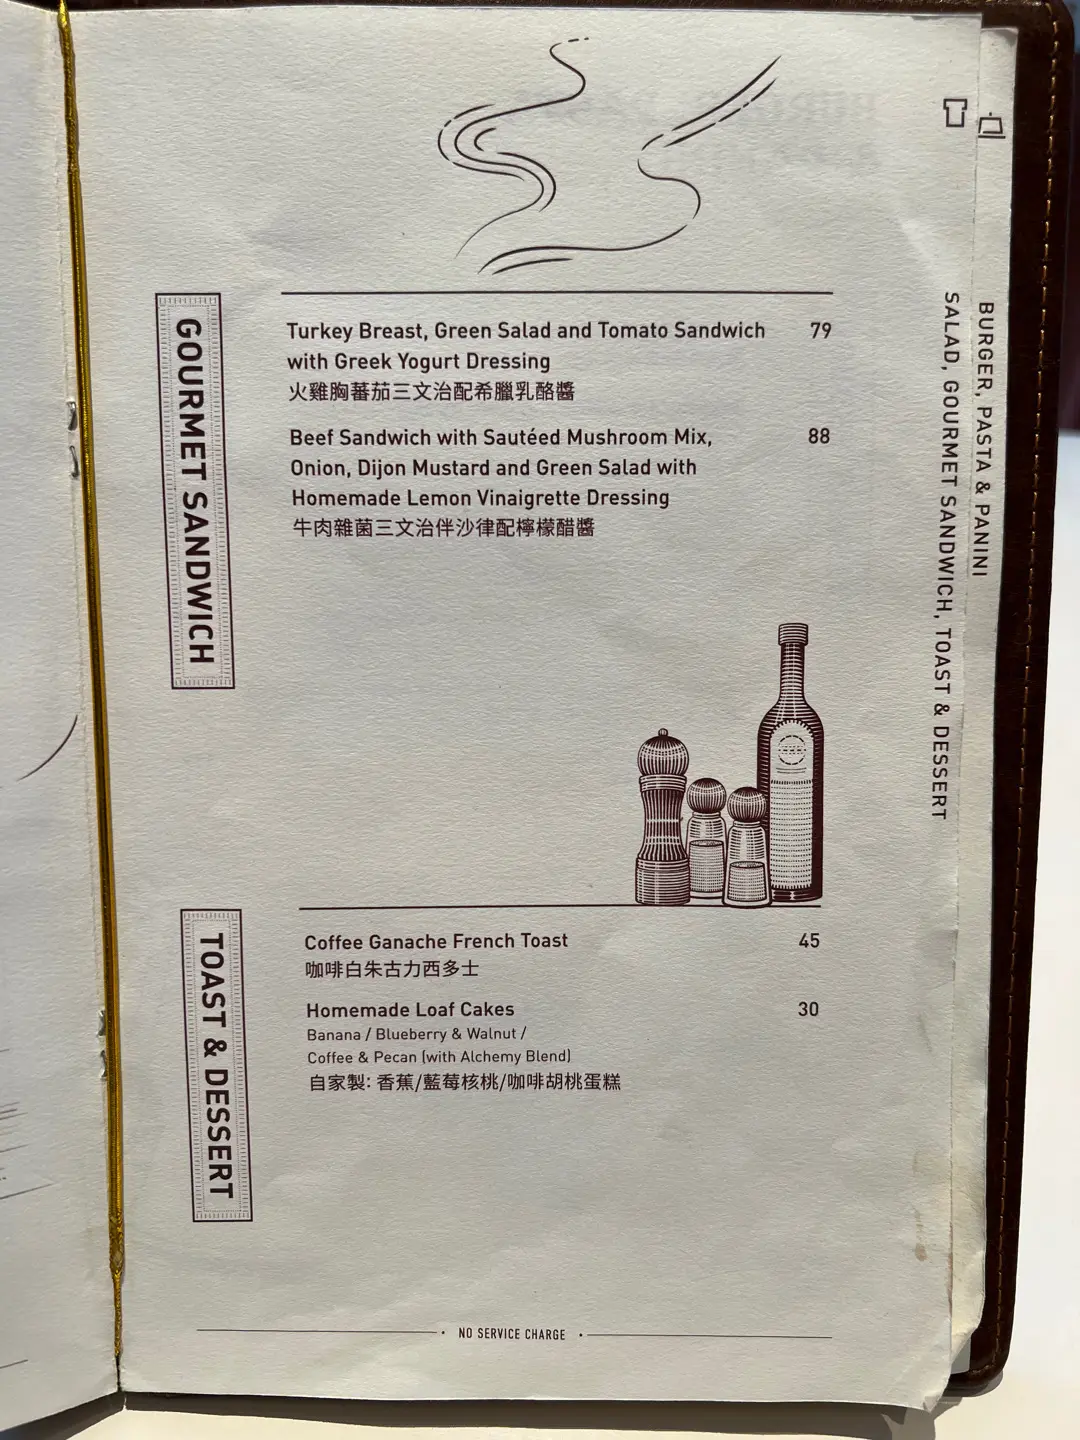 GOURMET SANDWICH
Turkey Breast, Green Salad and Tomato Sandwich 79
with Greek Yogurt Dressing
火雞胸蕃茄三文治配希臘乳酪醬
Beef Sandwich with Sautéed Mushroom Mix, 88
Onion, Dijon Mustard and Green Salad with
Homemade Lemon Vinaigrette Dressing
牛肉雜菌三文治伴沙律配檸檬醋醬
TOAST & DESSERT
Coffee Ganache French Toast 45
咖啡白朱古力西多士
Homemade Loaf Cakes 30
Banana / Blueberry & Walnut /
Coffee & Pecan (with Alchemy Blend)
自家製: 香蕉/藍莓核桃/咖啡胡桃蛋糕
NO SERVICE CHARGE
SALAD, GOURMET SANDWICH, TOAST & DESSERT
BURGER, PASTA & PANINI